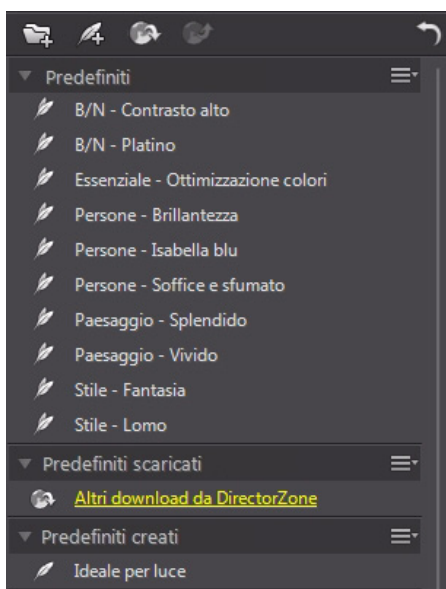 Predefiniti
B/N - Contrasto alto
B/N - Platino
Essenziale - Ottimizzazione colori
Persone - Brillantezza
Persone - Isabella blu
Persone - Soffice e sfumato
Paesaggio - Splendido
Paesaggio - Vivido
Stile - Fantasia
Stile - Lomo
Predefiniti scaricati
Altri download da DirectorZone
Predefiniti creati
Ideale per luce